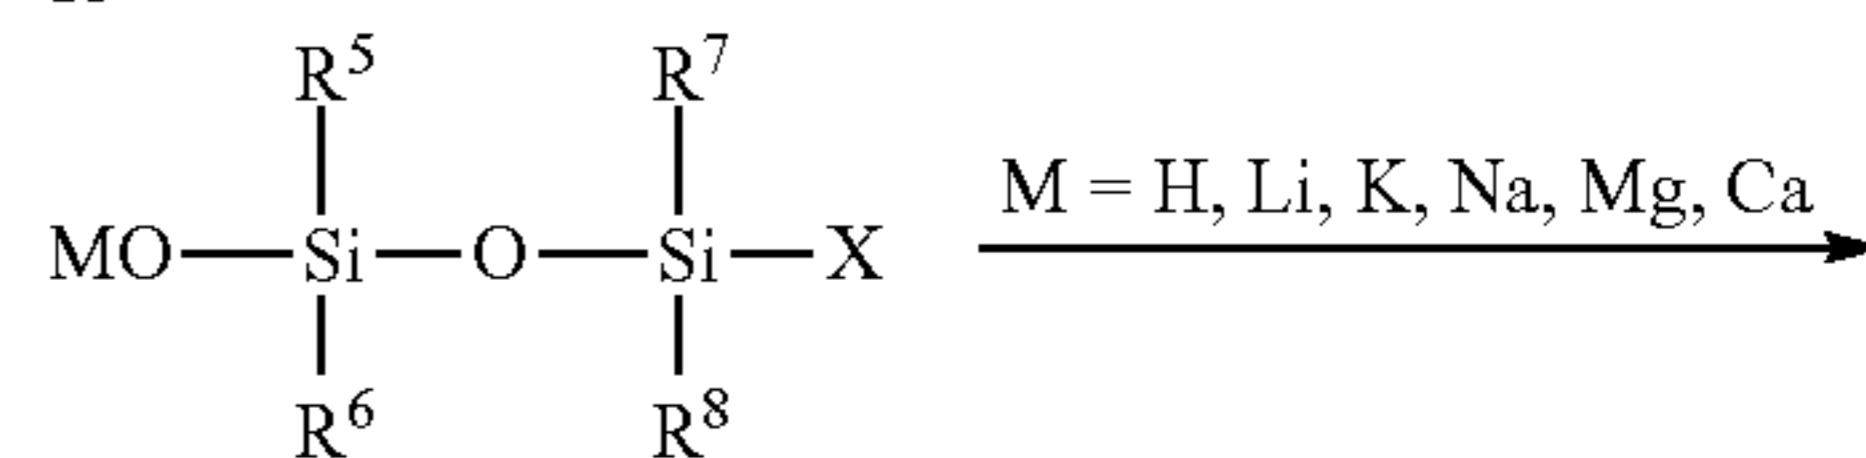 R⁵ R⁷
M = H, Li, K, Na, Mg, Ca
MO—Si—O—Si—X
R⁶ R⁸